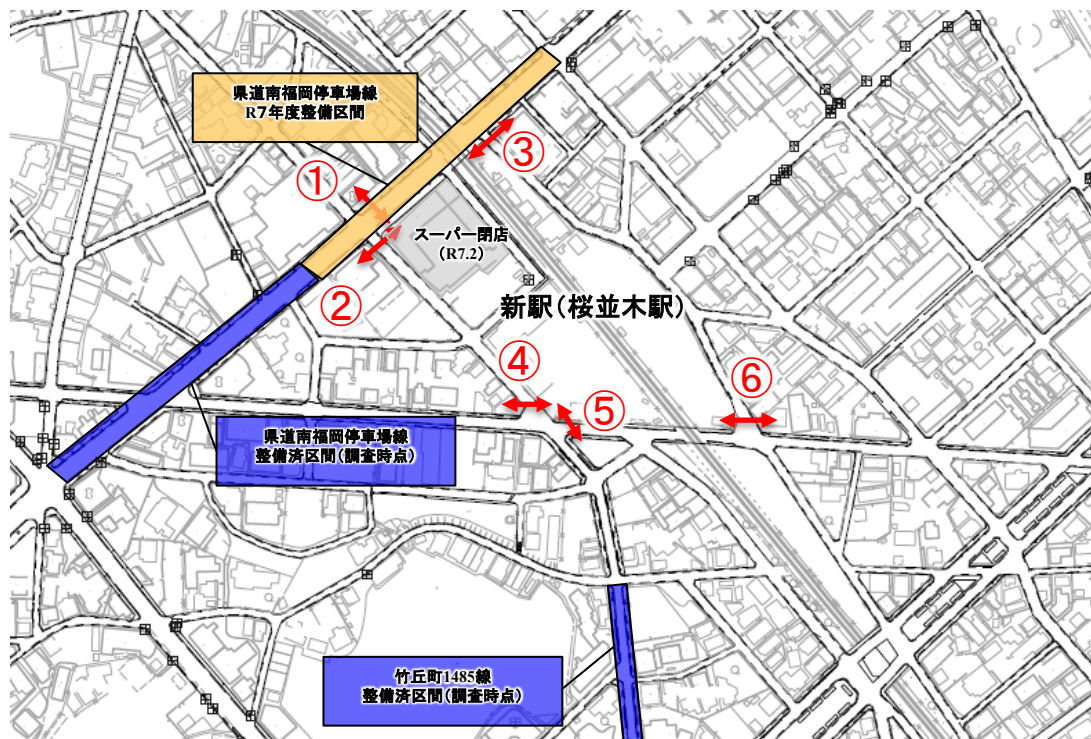 県道南福岡停車場線
R７年度整備区間
①
③
スーパー閉店
（R7.2）
②
新駅（桜並木駅）
④
⑥
⑤
県道南福岡停車場線
整備済区間（調査時点）
竹丘町1485線
整備済区間（調査時点）